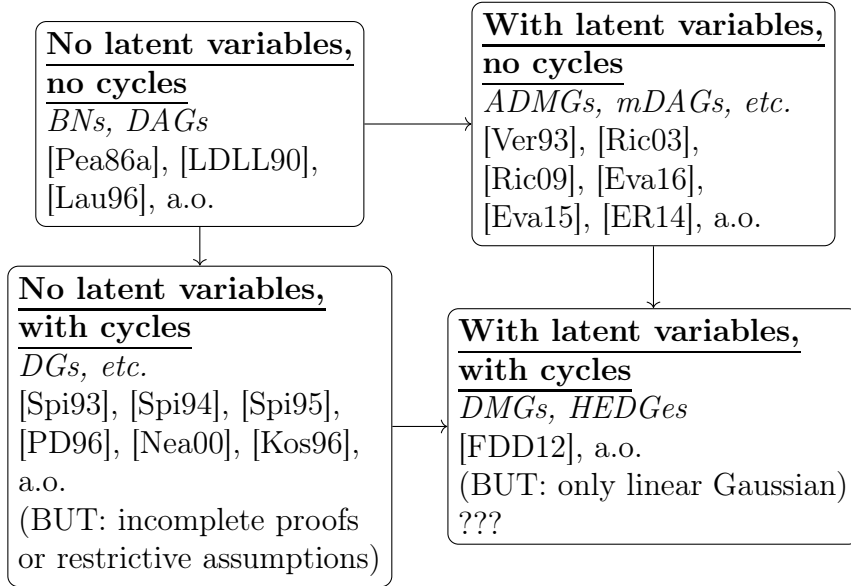 No latent variables,
no cycles
BNs, DAGs
[Pea86a], [LDLL90],
[Lau96], a.o.
With latent variables,
no cycles
ADMGs, mDAGs, etc.
[Ver93], [Ric03],
[Ric09], [Eva16],
[Eva15], [ER14], a.o.
No latent variables,
with cycles
DGs, etc.
[Spi93], [Spi94], [Spi95],
[PD96], [Nea00], [Kos96],
a.o.
(BUT: incomplete proofs
or restrictive assumptions)
With latent variables,
with cycles
DMGs, HEDGes
[FDD12], a.o.
(BUT: only linear Gaussian)
???